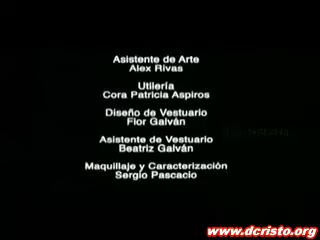 Asistente de Arte
Alex Rivas
Utilería
Cora Patricia Aspiros
Diseño de Vestuario
Flor Galván
Asistente de Vestuario
Beatriz Galván
Maquillaje y Caracterización
Sergio Pascacio
www.dcristo.org